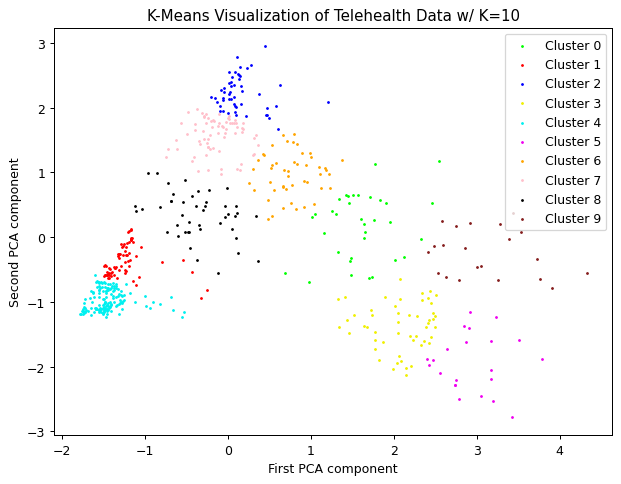 K-Means Visualization of Telehealth Data w/ K=10
Second PCA component
3
2
1
0
−1
−2
−3
Cluster 0
Cluster 1
Cluster 2
Cluster 3
Cluster 4
Cluster 5
Cluster 6
Cluster 7
Cluster 8
Cluster 9
−2 −1 0 1 2 3 4
First PCA component